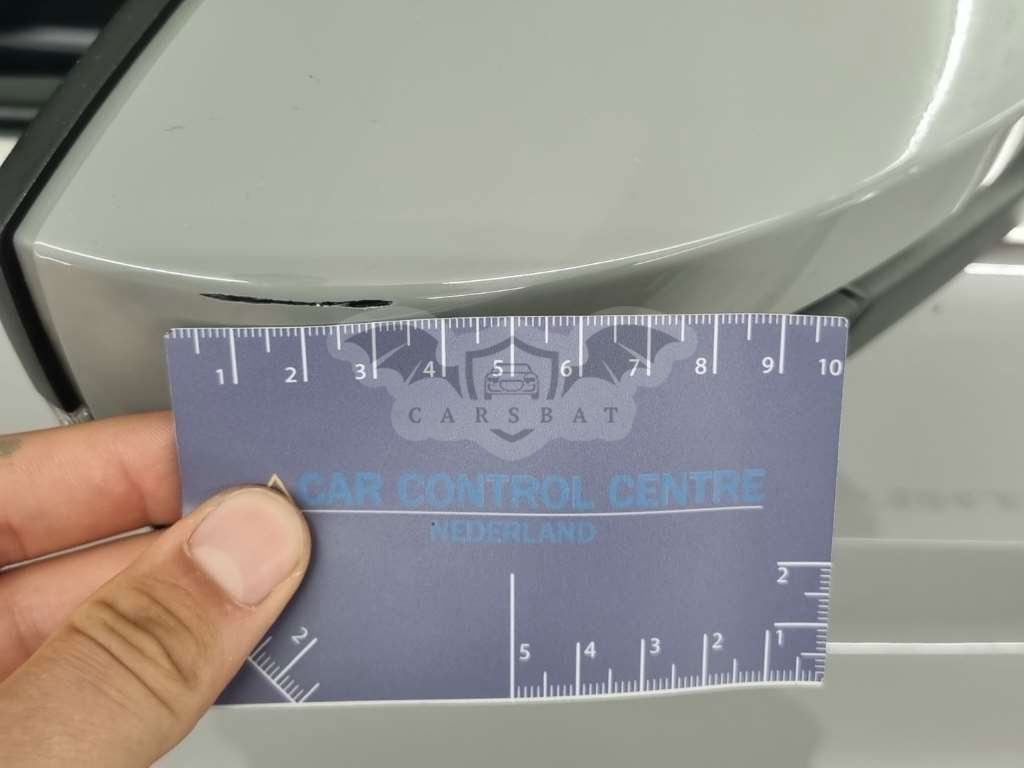 1 2 3 4 5 6 7 8 9 10
CARSBAT
CAR CONTROL CENTRE
NEDERLAND
2
2 5 4 3 2 1